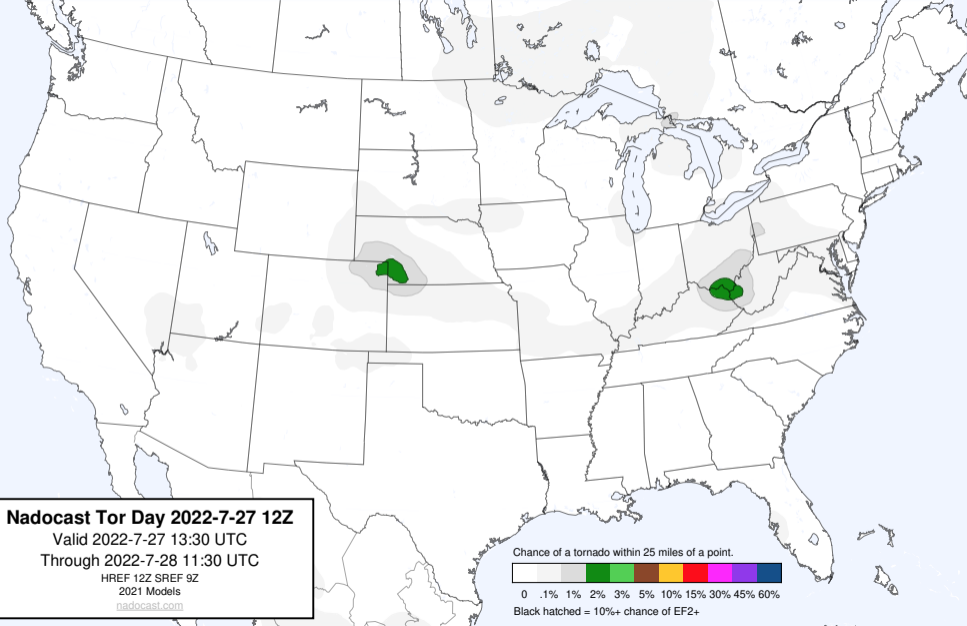 Nadocast Tor Day 2022-7-27 12Z
Valid 2022-7-27 13:30 UTC
Through 2022-7-28 11:30 UTC
HREF 12Z SREF 9Z
2021 Models
nadocast.com
Chance of a tornado within 25 miles of a point.
0 .1% 1% 2% 3% 5% 10% 15% 30% 45% 60%
Black hatched = 10%+ chance of EF2+